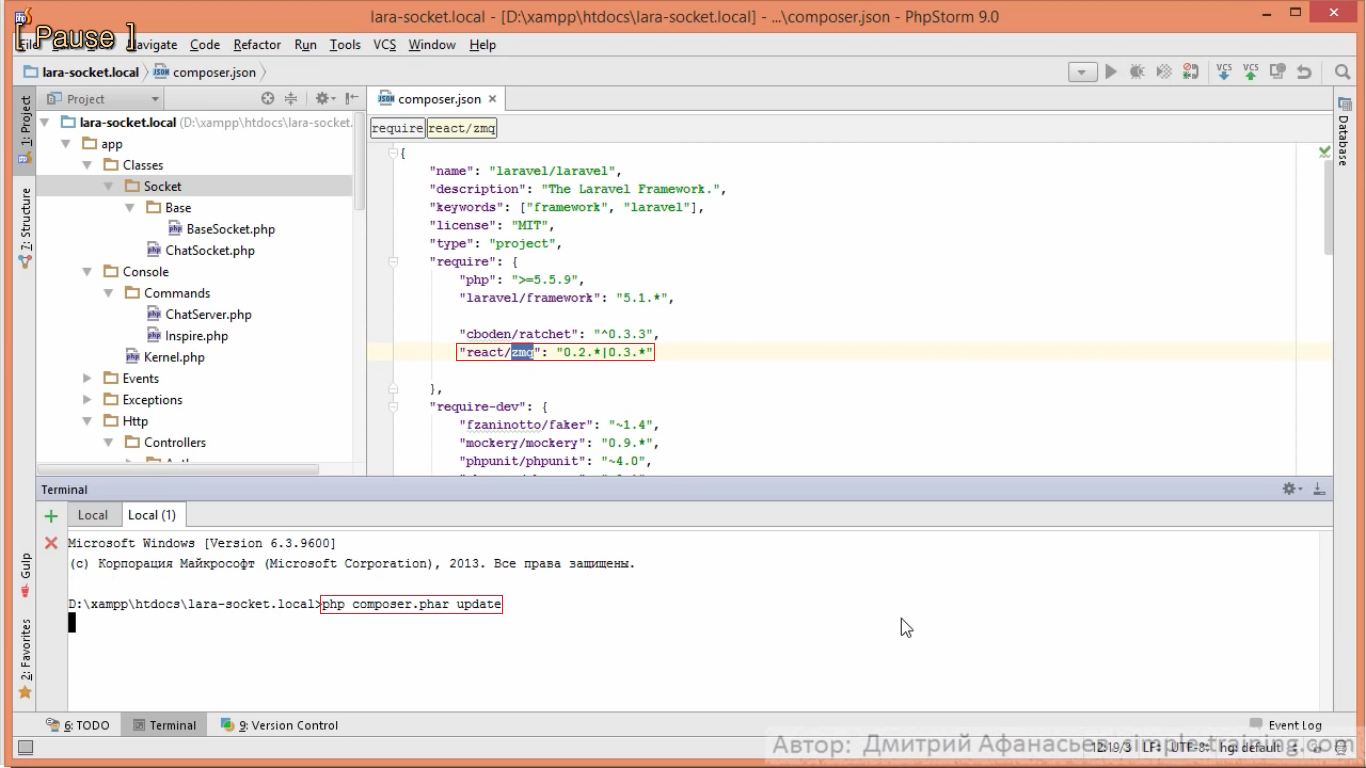 lara-socket.local - [D:\xampp\htdocs\lara-socket.local] - ...\composer.json - PhpStorm 9.0
[ Pause ]
Navigate Code Refactor Run Tools VCS Window Help
lara-socket.local composer.json
VCS VCS
1: Project
Z: Structure
Gulp
2: Favorites
Project
lara-socket.local (D:\xampp\htdocs\lara-socket.
app
Classes
Socket
Base
BaseSocket.php
ChatSocket.php
Console
Commands
ChatServer.php
Inspire.php
Kernel.php
Events
Exceptions
Http
Controllers
composer.json
Database
require react/zmq
{
"name": "laravel/laravel",
"description": "The Laravel Framework.",
"keywords": ["framework", "laravel"],
"license": "MIT",
"type": "project",
"require": {
"php": ">=5.5.9",
"laravel/framework": "5.1.*",
"cboden/ratchet": "^0.3.3",
"react/zmq": "0.2.*|0.3.*"
},
"require-dev": {
"fzaninotto/faker": "~1.4",
"mockery/mockery": "0.9.*",
"phpunit/phpunit": "~4.0",
Terminal
Local Local (1)
Microsoft Windows [Version 6.3.9600]
(c) Корпорация Майкрософт (Microsoft Corporation), 2013. Все права защищены.
D:\xampp\htdocs\lara-socket.local>php composer.phar update
6: TODO Terminal 9: Version Control Event Log
12:19/3 LF: UTF-8: hg: default
Автор: Дмитрий Афанасьев simple-training.com